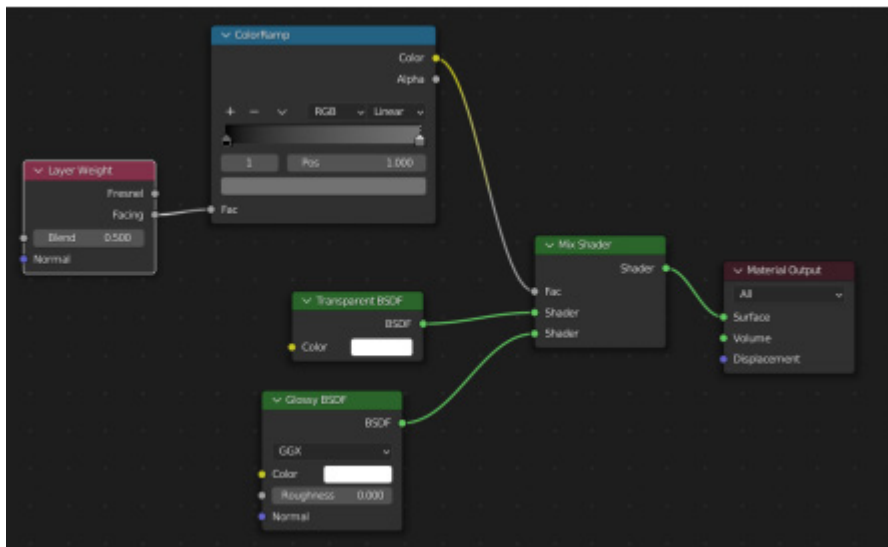 ColorRamp
Color
Alpha
+ − RGB Linear
1 Pos 1.000
Fac
Layer Weight
Fresnel
Facing
Blend 0.500
Normal
Mix Shader
Shader
Fac
Shader
Shader
Material Output
All
Surface
Volume
Displacement
Transparent BSDF
BSDF
Color
Glossy BSDF
BSDF
GGX
Color
Roughness 0.000
Normal